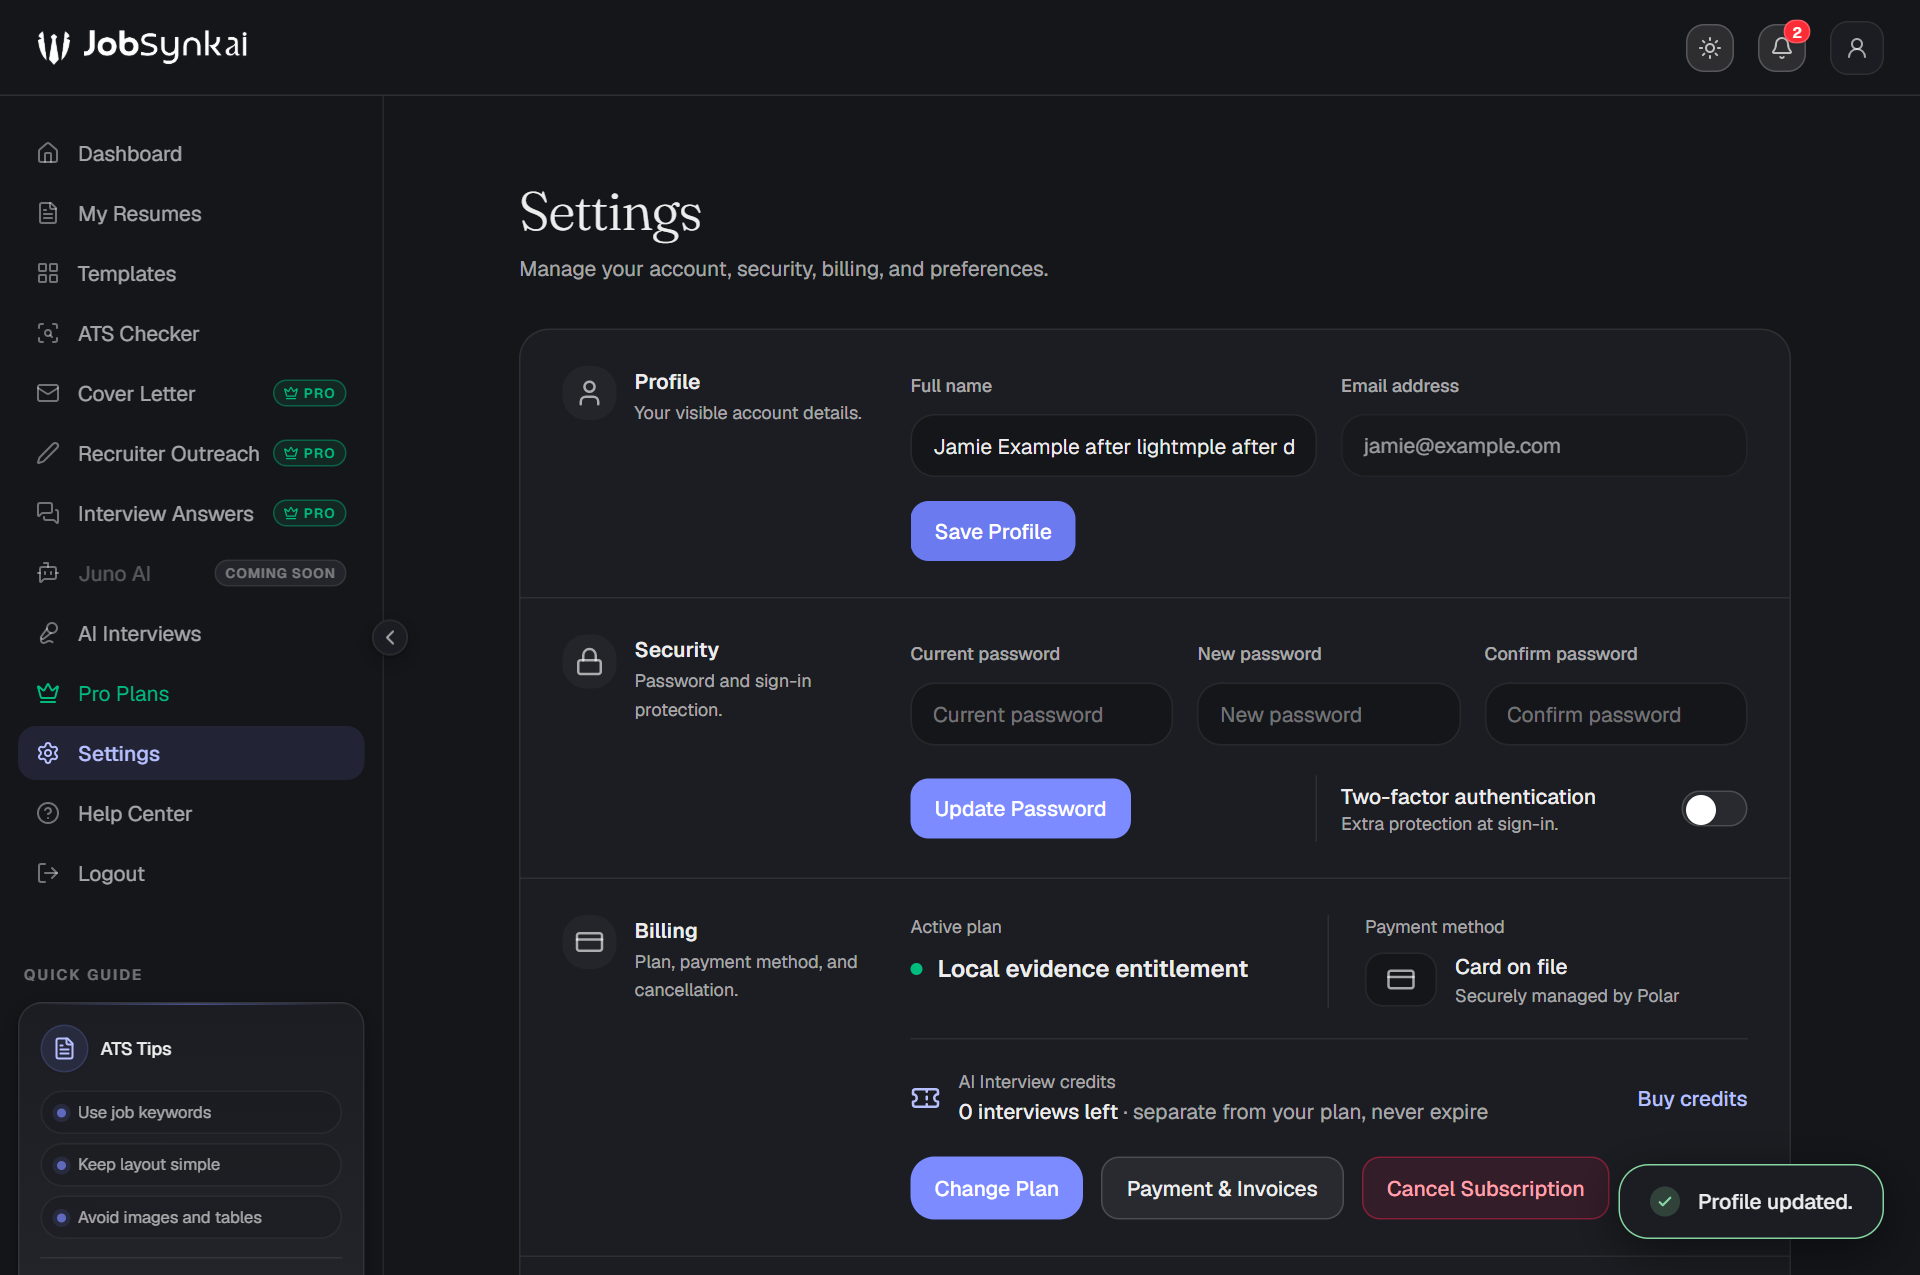 JobSynkai
2
Dashboard
My Resumes
Templates
ATS Checker
Cover Letter PRO
Recruiter Outreach PRO
Interview Answers PRO
Juno AI COMING SOON
AI Interviews
Pro Plans
Settings
Help Center
Logout
QUICK GUIDE
ATS Tips
Use job keywords
Keep layout simple
Avoid images and tables
Settings
Manage your account, security, billing, and preferences.
Profile
Your visible account details.
Full name
Jamie Example after lightmple after d
Email address
jamie@example.com
Save Profile
Security
Password and sign-in
protection.
Current password
Current password
New password
New password
Confirm password
Confirm password
Update Password
Two-factor authentication
Extra protection at sign-in.
Billing
Plan, payment method, and
cancellation.
Active plan
Local evidence entitlement
Payment method
Card on file
Securely managed by Polar
AI Interview credits
0 interviews left · separate from your plan, never expire
Buy credits
Change Plan
Payment & Invoices
Cancel Subscription
Profile updated.